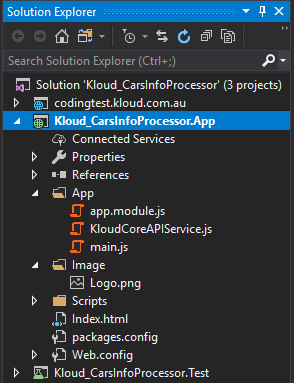 Solution Explorer
Search Solution Explorer (Ctrl+;)
Solution 'Kloud_CarsInfoProcessor' (3 projects)
codingtest.kloud.com.au
Kloud_CarsInfoProcessor.App
Connected Services
Properties
References
App
app.module.js
KloudCoreAPIService.js
main.js
Image
Logo.png
Scripts
Index.html
packages.config
Web.config
Kloud_CarsInfoProcessor.Test